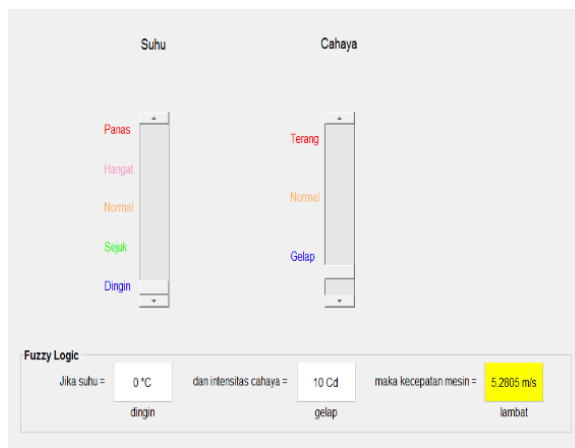 Suhu
Cahaya
Panas
Hangat
Normal
Sejuk
Dingin
Terang
Normal
Gelap
Fuzzy Logic
Jika suhu = 0 °C dan intensitas cahaya = 10 Cd maka kecepatan mesin = 5.2805 m/s
dingin gelap lambat